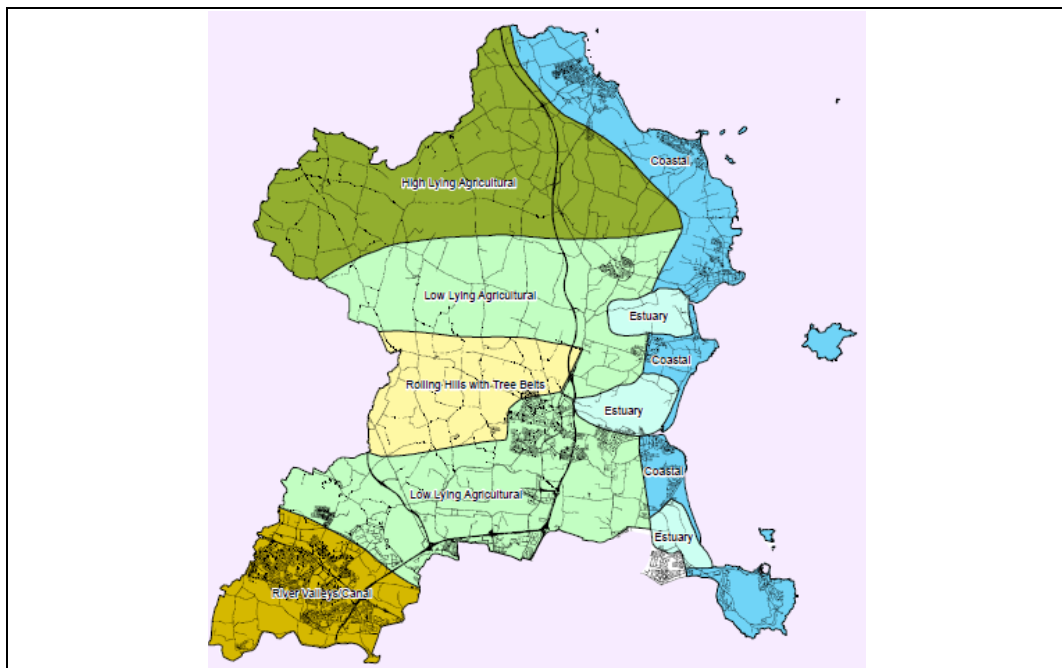 Coastal
High Lying Agricultural
Low Lying Agricultural
Estuary
Coastal
Rolling Hills with Tree Belts
Estuary
Coastal
Low Lying Agricultural
Estuary
River Valleys/Canal